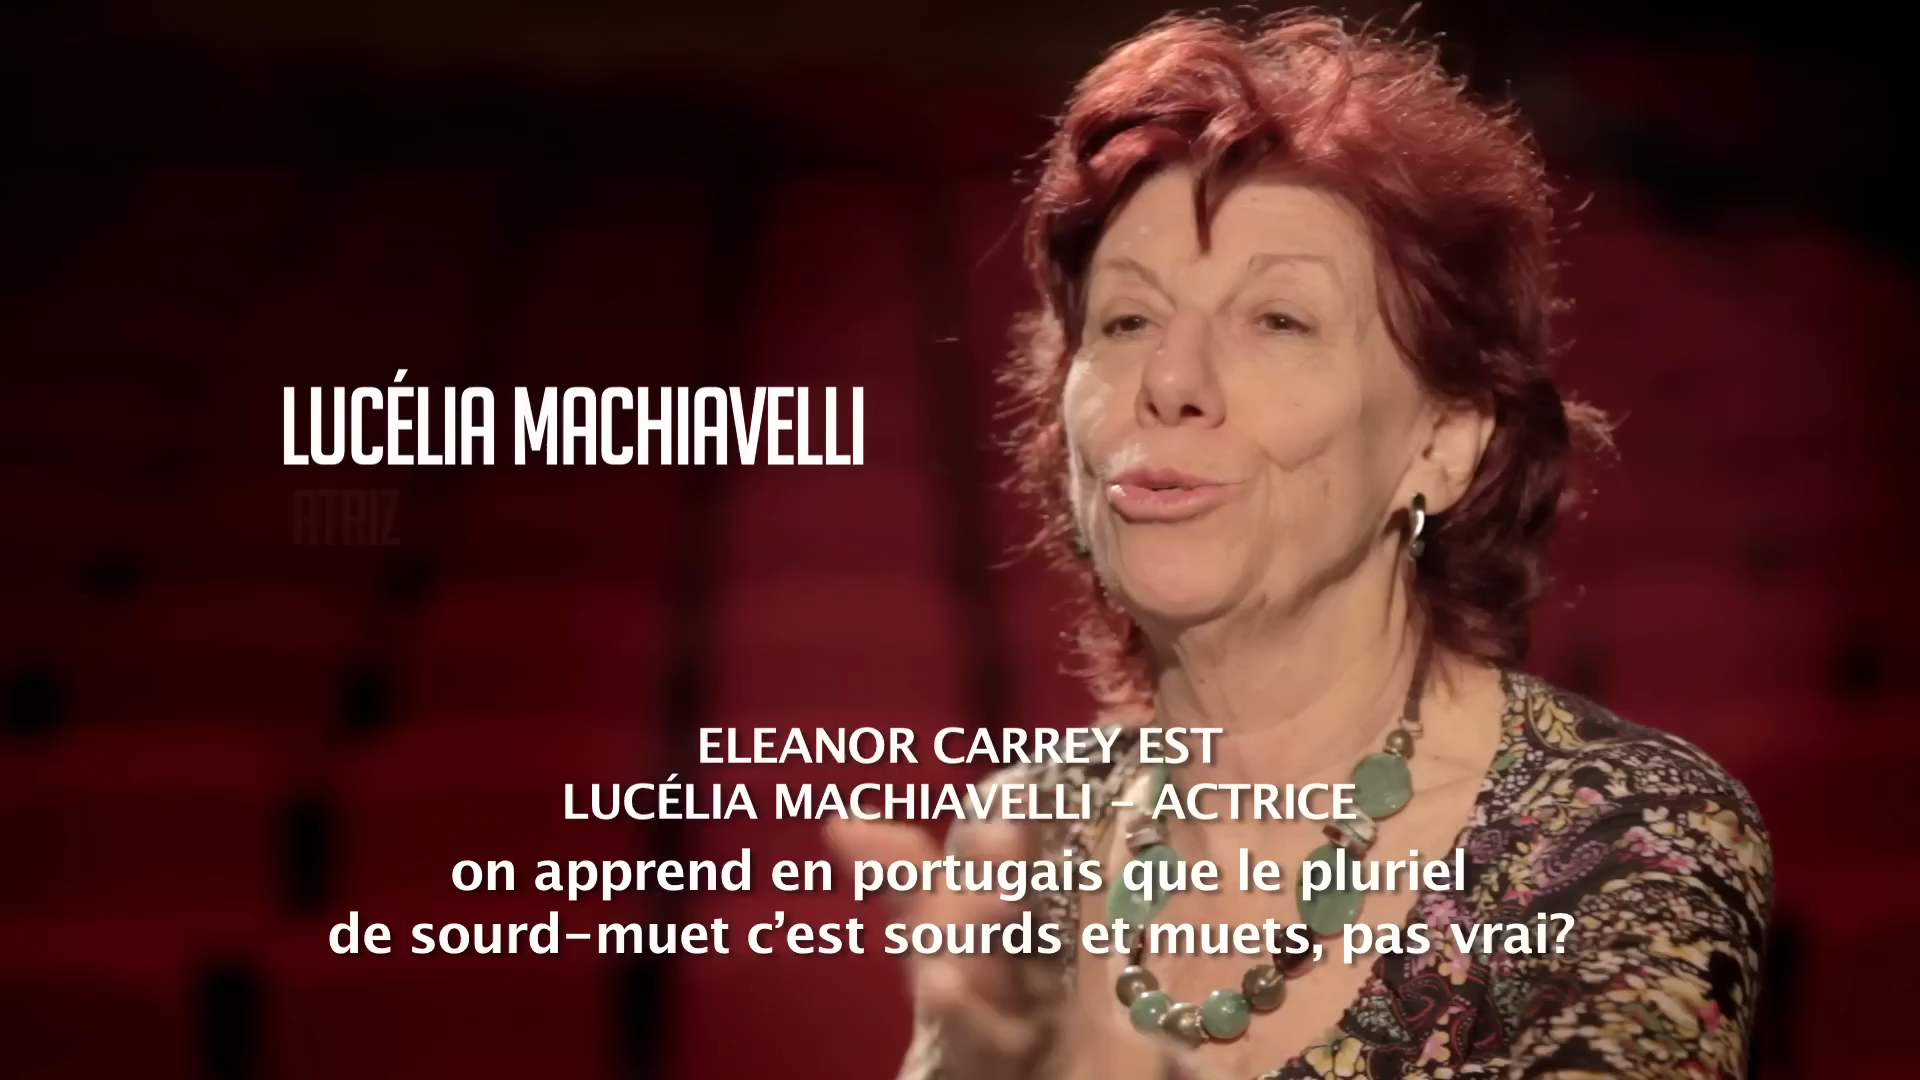 LUCÉLIA MACHIAVELLI
ATRIZ
ELEANOR CARREY EST
LUCÉLIA MACHIAVELLI – ACTRICE
on apprend en portugais que le pluriel
de sourd-muet c’est sourds et muets, pas vrai?